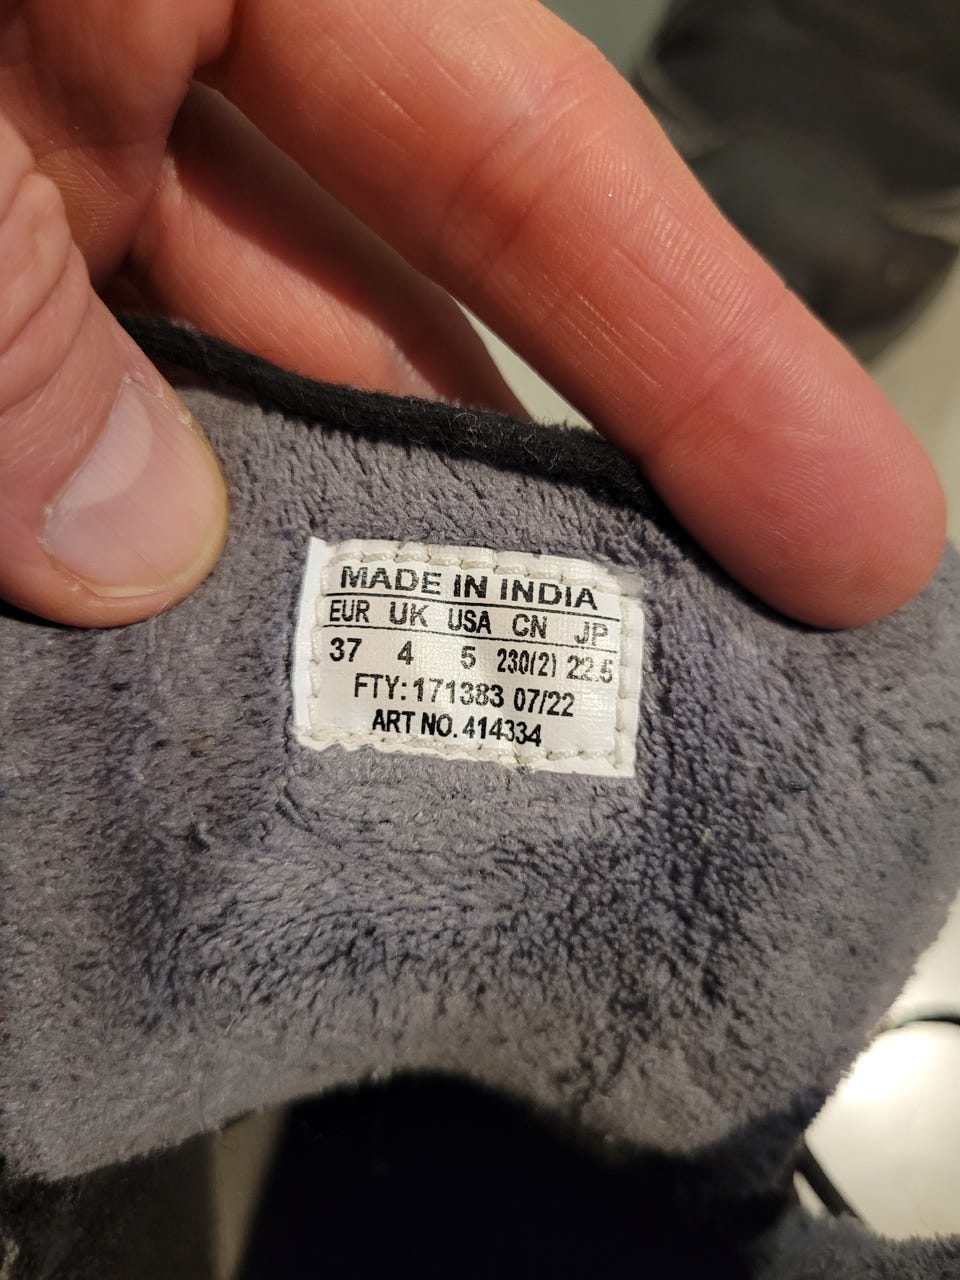 MADE IN INDIA
EUR UK USA CN JP
37 4 5 230(2) 22.5
FTY: 171383 07/22
ART NO. 414334